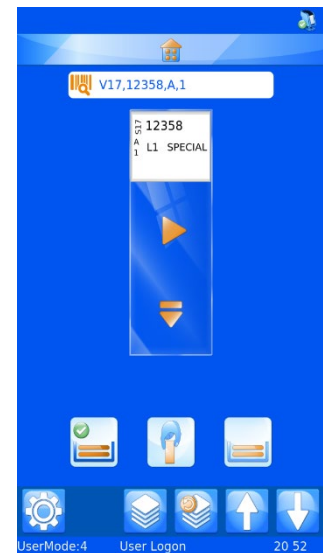 V17,12358,A,1
S17
12358
A
1
L1 SPECIAL
UserMode:4 User Logon 20 52